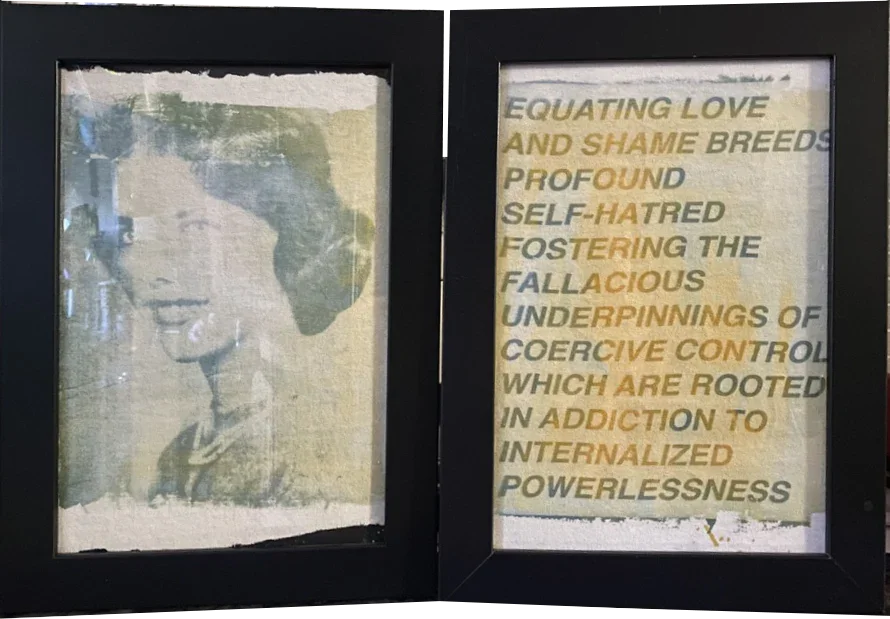 EQUATING LOVE
AND SHAME BREEDS
PROFOUND
SELF-HATRED
FOSTERING THE
FALLACIOUS
UNDERPINNINGS OF
COERCIVE CONTROL
WHICH ARE ROOTED
IN ADDICTION TO
INTERNALIZED
POWERLESSNESS